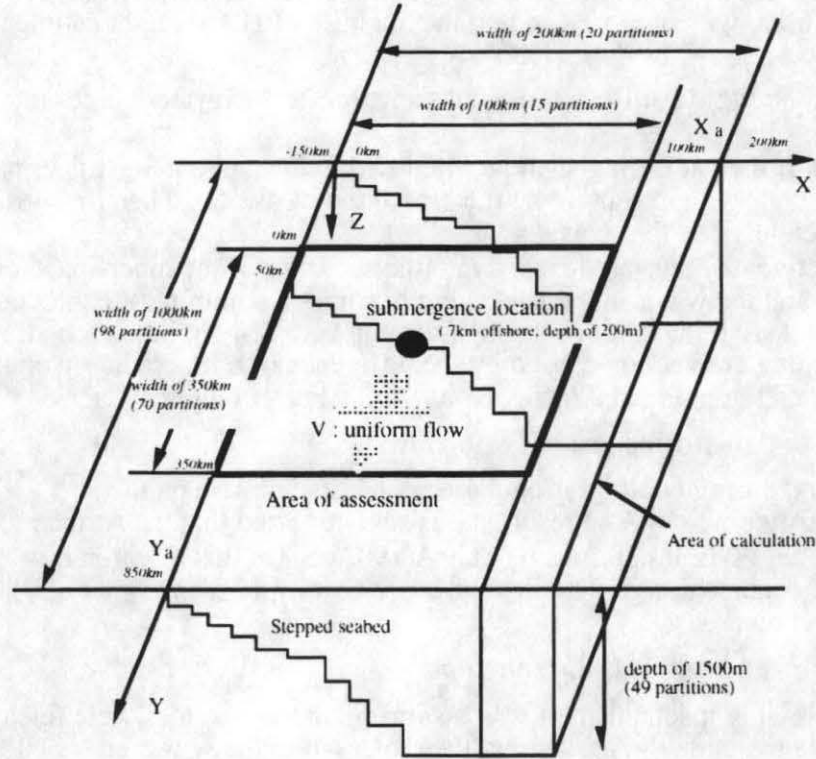 width of 200km (20 partitions)
width of 100km (15 partitions)
X a
-150km
0km
100km
200km
X
Z
0km
50km
submergence location
( 7km offshore, depth of 200m)
width of 1000km
(98 partitions)
width of 350km
(70 partitions)
V : uniform flow
350km
Area of assessment
Area of calculation
Ya
850km
Stepped seabed
depth of 1500m
(49 partitions)
Y